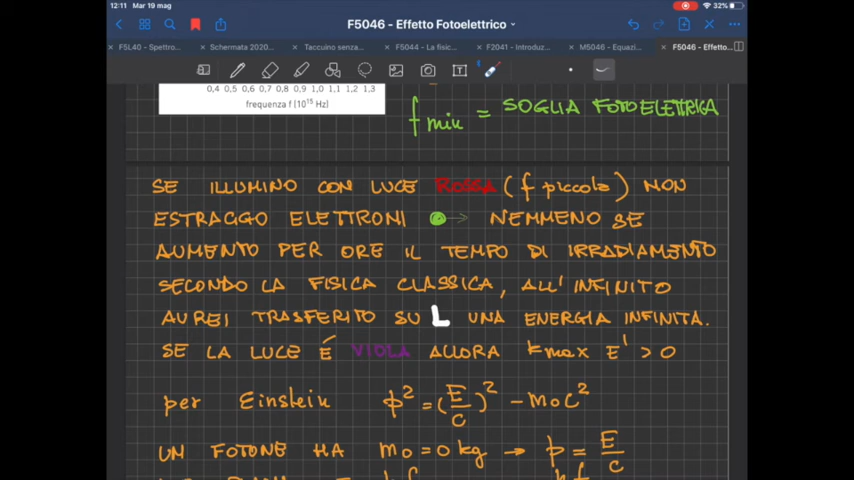 12:11 Mar 19 mag
32%
F5046 - Effetto Fotoelettrico
F5L40 - Spettro...
Schermata 2020...
Taccuino senza...
F5044 - La fisic...
F2041 - Introduz...
M5046 - Equazi...
F5046 - Effetto...
0,4 0,5 0,6 0,7 0,8 0,9 1,0 1,1 1,2 1,3
frequenza f (10¹⁵ Hz)
f min = SOGLIA FOTOELETTRICA
SE ILLUMINO CON LUCE ROSSA (f piccola) NON
ESTRAGGO ELETTRONI → NEMMENO SE
AUMENTO PER ORE IL TEMPO DI IRRADIAMENTO
SECONDO LA FISICA CLASSICA, ALL'INFINITO
AVREI TRASFERITO SU L UNA ENERGIA INFINITA.
SE LA LUCE É VIOLA ALLORA Kmax E' > 0
per Einstein p² = (E/c)² - m₀c²
UN FOTONE HA m₀ = 0 kg → p = E/c